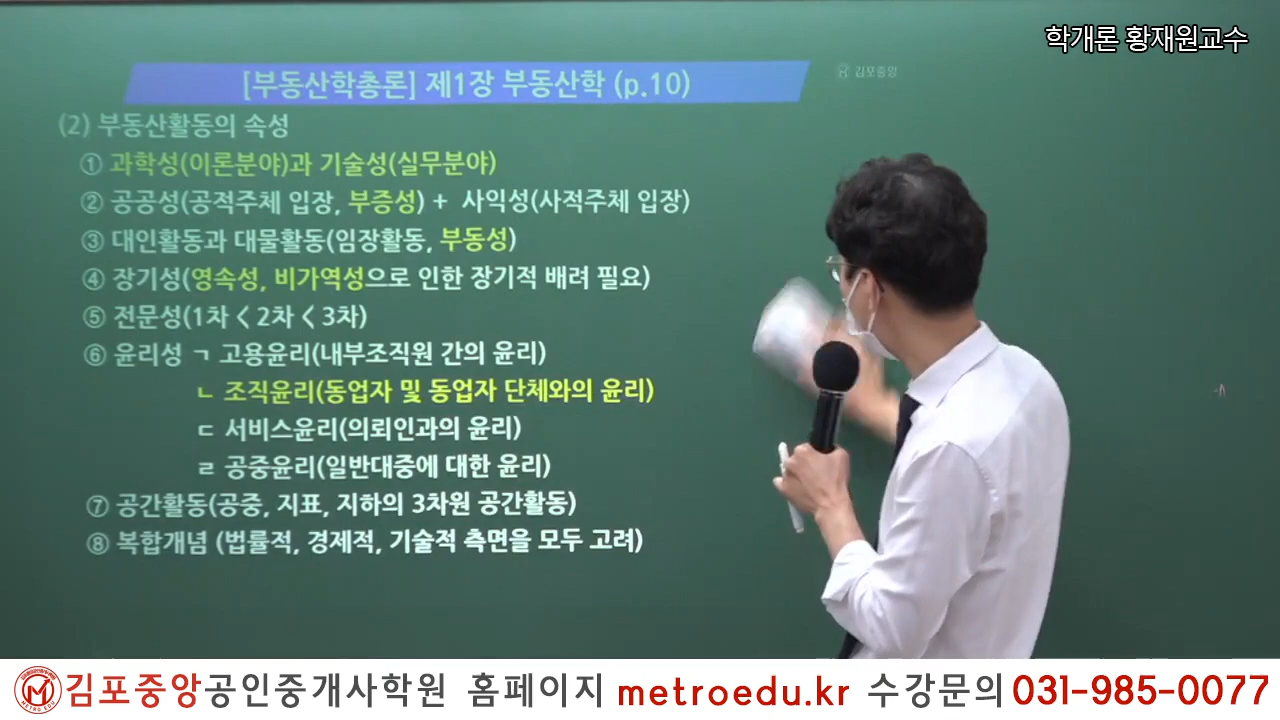 학개론 황재원교수
김포중앙
[부동산학총론] 제1장 부동산학 (p.10)
(2) 부동산활동의 속성
① 과학성(이론분야)과 기술성(실무분야)
② 공공성(공적주체 입장, 부증성) + 사익성(사적주체 입장)
③ 대인활동과 대물활동(임장활동, 부동성)
④ 장기성(영속성, 비가역성으로 인한 장기적 배려 필요)
⑤ 전문성(1차 < 2차 < 3차)
⑥ 윤리성 ㄱ 고용윤리(내부조직원 간의 윤리)
ㄴ 조직윤리(동업자 및 동업자 단체와의 윤리)
ㄷ 서비스윤리(의뢰인과의 윤리)
ㄹ 공중윤리(일반대중에 대한 윤리)
⑦ 공간활동(공중, 지표, 지하의 3차원 공간활동)
⑧ 복합개념 (법률적, 경제적, 기술적 측면을 모두 고려)
김포중앙공인중개사학원 홈페이지 metroedu.kr 수강문의 031-985-0077
METRO EDU